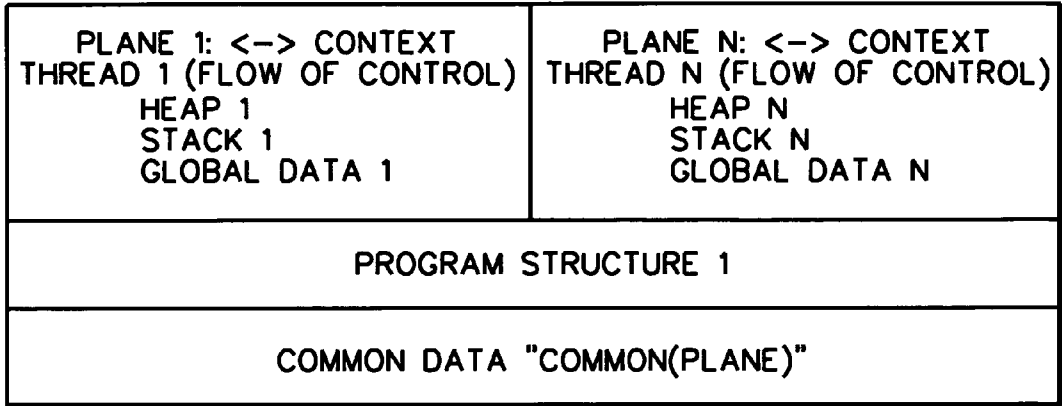 PLANE 1: <-> CONTEXT
THREAD 1 (FLOW OF CONTROL)
HEAP 1
STACK 1
GLOBAL DATA 1
PLANE N: <-> CONTEXT
THREAD N (FLOW OF CONTROL)
HEAP N
STACK N
GLOBAL DATA N
PROGRAM STRUCTURE 1
COMMON DATA "COMMON(PLANE)"